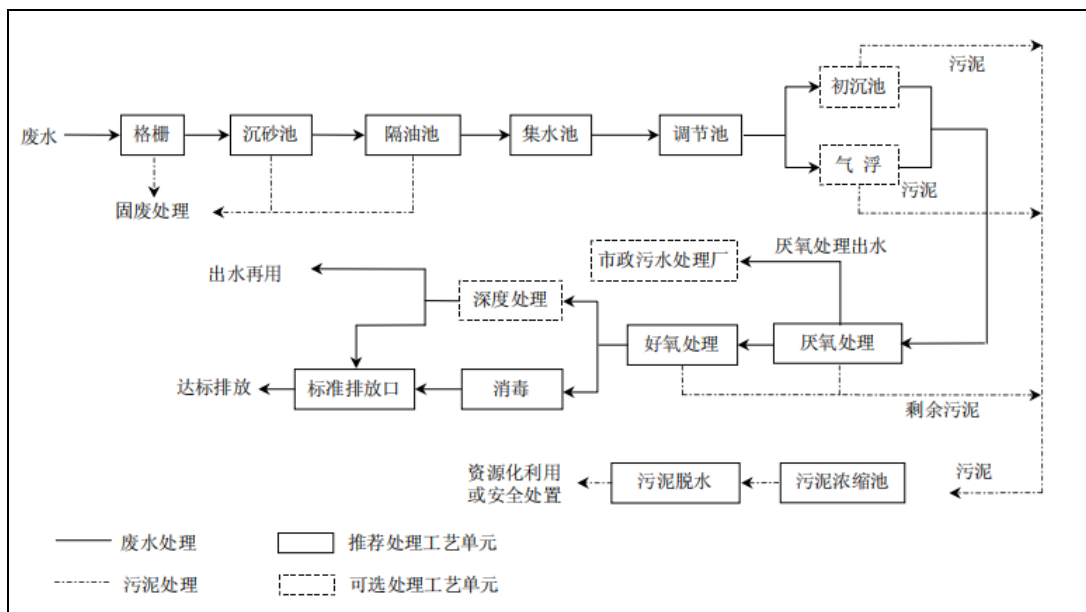 污泥
初沉池
废水
格栅
沉砂池
隔油池
集水池
调节池
气 浮
污泥
固废处理
厌氧处理出水
市政污水处理厂
出水再用
深度处理
好氧处理
厌氧处理
达标排放
标准排放口
消毒
剩余污泥
资源化利用
或安全处置
污泥脱水
污泥浓缩池
污泥
废水处理
推荐处理工艺单元
污泥处理
可选处理工艺单元